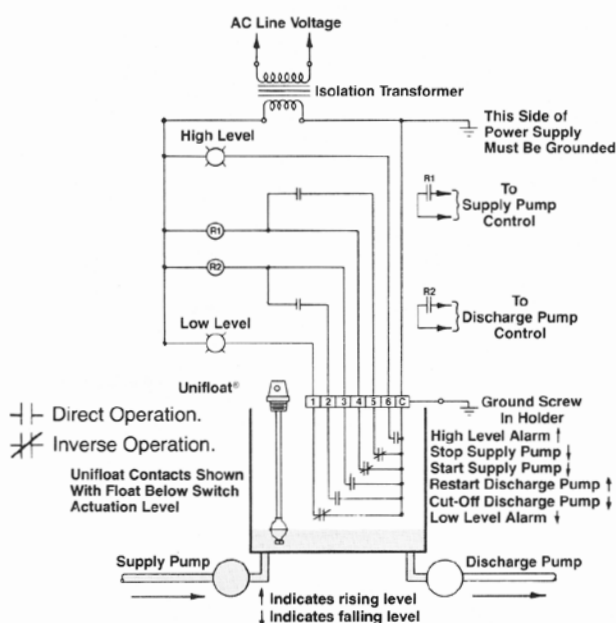 AC Line Voltage
Isolation Transformer
This Side of
Power Supply
Must Be Grounded
High Level
R1
To
Supply Pump
Control
R1
R2
R2
To
Discharge Pump
Control
Low Level
Unifloat®
1 2 3 4 5 6 C
Ground Screw
In Holder
Direct Operation.
Inverse Operation.
High Level Alarm ↑
Stop Supply Pump ↓
Start Supply Pump ↓
Restart Discharge Pump ↑
Cut-Off Discharge Pump ↓
Low Level Alarm ↓
Unifloat Contacts Shown
With Float Below Switch
Actuation Level
Supply Pump
Discharge Pump
↑ Indicates rising level
↓ Indicates falling level